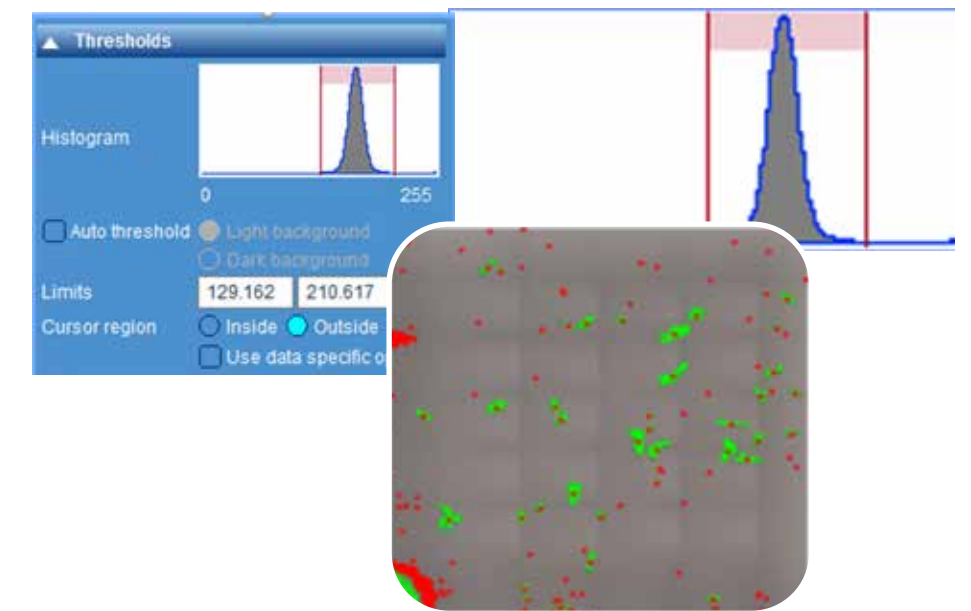 Thresholds
Histogram
0 255
Auto threshold Light background
Dark background
Limits 129.162 210.617
Cursor region Inside Outside
Use data specific